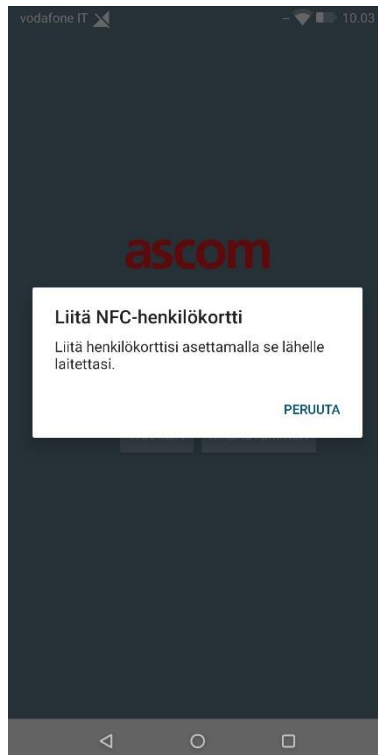 vodafone IT
10.03
ascom
Liitä NFC-henkilökortti
Liitä henkilökorttisi asettamalla se lähelle
laitettasi.
PERUUTA